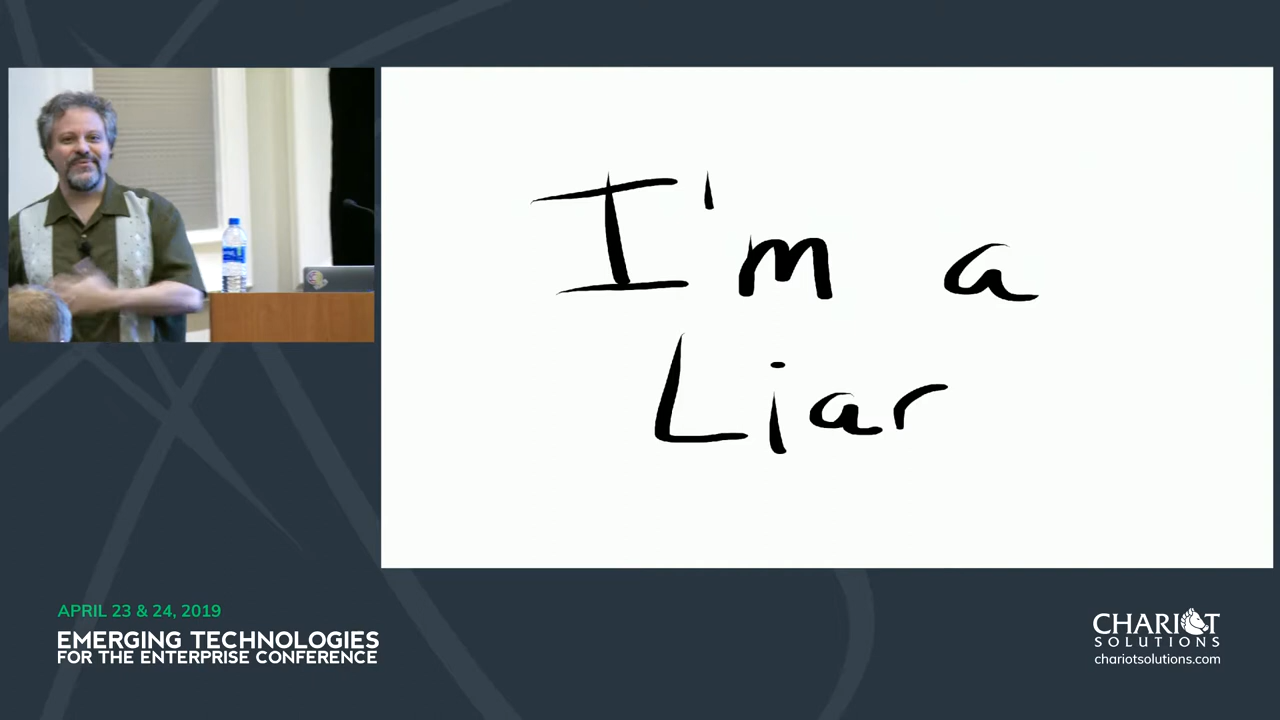 I'm a
Liar
APRIL 23 & 24, 2019
EMERGING TECHNOLOGIES
FOR THE ENTERPRISE CONFERENCE
CHARIOT
SOLUTIONS
chariotsolutions.com